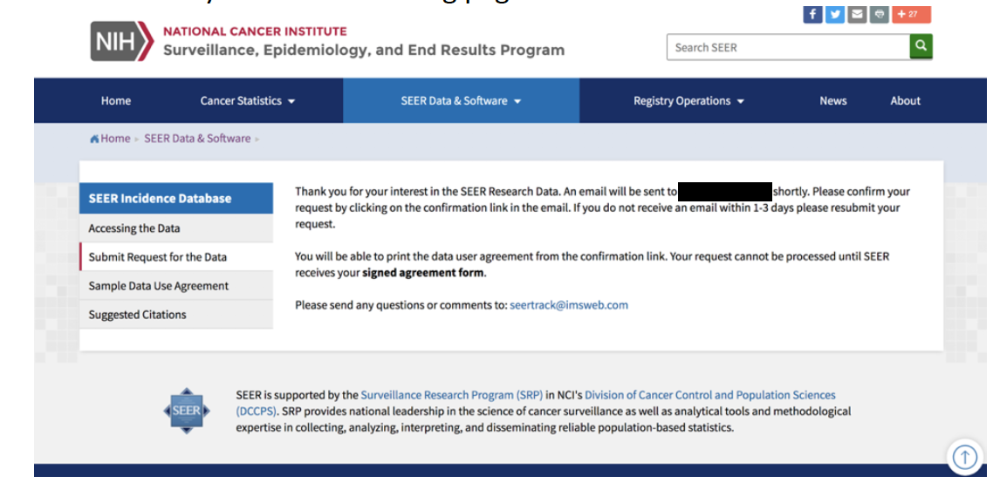 f + 27
NIH NATIONAL CANCER INSTITUTE
Surveillance, Epidemiology, and End Results Program
Search SEER
Home Cancer Statistics SEER Data & Software Registry Operations News About
Home » SEER Data & Software »
SEER Incidence Database
Accessing the Data
Submit Request for the Data
Sample Data Use Agreement
Suggested Citations
Thank you for your interest in the SEER Research Data. An email will be sent to shortly. Please confirm your
request by clicking on the confirmation link in the email. If you do not receive an email within 1-3 days please resubmit your
request.
You will be able to print the data user agreement from the confirmation link. Your request cannot be processed until SEER
receives your signed agreement form.
Please send any questions or comments to: seertrack@imsweb.com
SEER
SEER is supported by the Surveillance Research Program (SRP) in NCI's Division of Cancer Control and Population Sciences
(DCCPS). SRP provides national leadership in the science of cancer surveillance as well as analytical tools and methodological
expertise in collecting, analyzing, interpreting, and disseminating reliable population-based statistics.